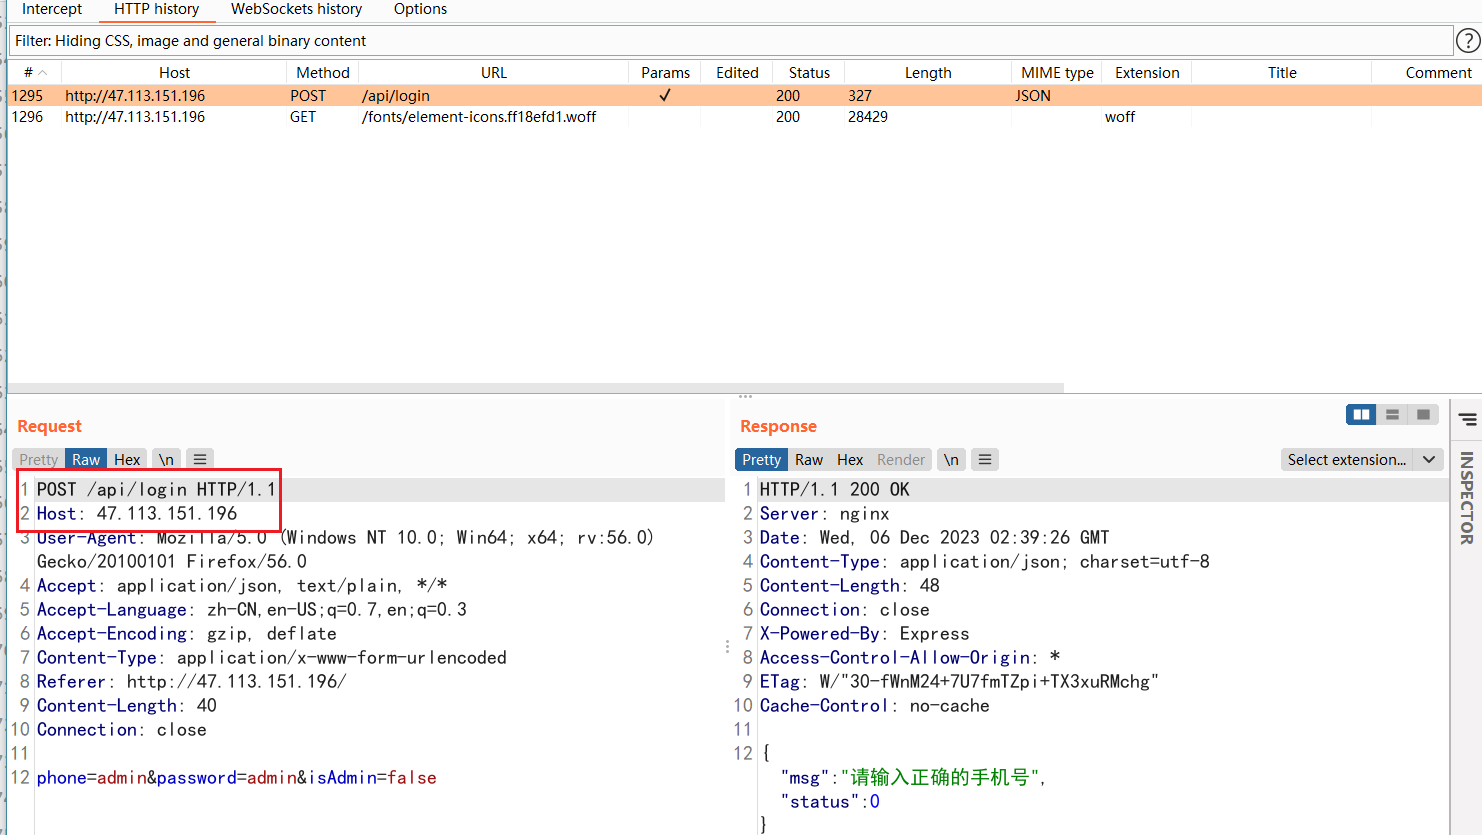 Intercept HTTP history WebSockets history Options
Filter: Hiding CSS, image and general binary content
# Host Method URL Params Edited Status Length MIME type Extension Title Comment
1295 http://47.113.151.196 POST /api/login ✓ 200 327 JSON
1296 http://47.113.151.196 GET /fonts/element-icons.ff18efd1.woff 200 28429 woff
Request
Pretty Raw Hex \n
1 POST /api/login HTTP/1.1
2 Host: 47.113.151.196
3 User-Agent: Mozilla/5.0 (Windows NT 10.0; Win64; x64; rv:56.0)
Gecko/20100101 Firefox/56.0
4 Accept: application/json, text/plain, */*
5 Accept-Language: zh-CN,en-US;q=0.7,en;q=0.3
6 Accept-Encoding: gzip, deflate
7 Content-Type: application/x-www-form-urlencoded
8 Referer: http://47.113.151.196/
9 Content-Length: 40
10 Connection: close
11
12 phone=admin&password=admin&isAdmin=false
Response
Pretty Raw Hex Render \n Select extension...
1 HTTP/1.1 200 OK
2 Server: nginx
3 Date: Wed, 06 Dec 2023 02:39:26 GMT
4 Content-Type: application/json; charset=utf-8
5 Content-Length: 48
6 Connection: close
7 X-Powered-By: Express
8 Access-Control-Allow-Origin: *
9 ETag: W/"30-fWnM24+7U7fmTZpi+TX3xuRMchg"
10 Cache-Control: no-cache
11
12 {
"msg":"请输入正确的手机号",
"status":0
}
INSPECTOR